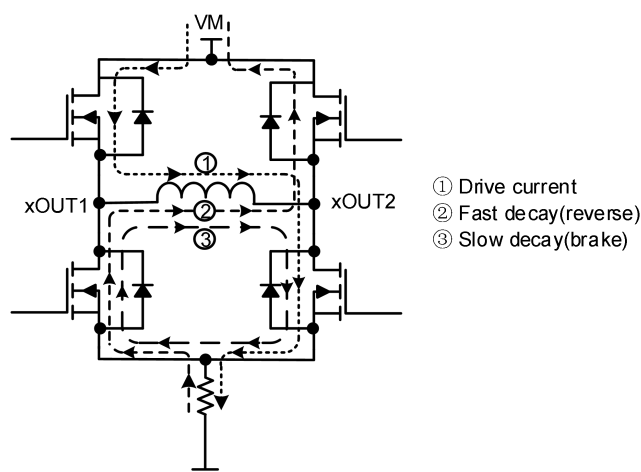 VM
①
xOUT1
②
xOUT2
③
① Drive current
② Fast decay(reverse)
③ Slow decay(brake)